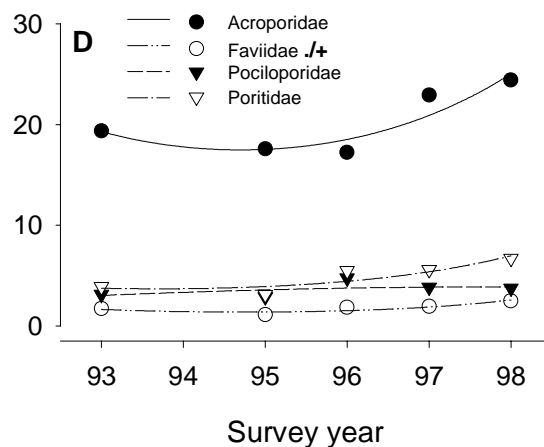 30
D
Acroporidae
Faviidae ./+
Pociloporidae
Poritidae
20
10
0
93 94 95 96 97 98
Survey year